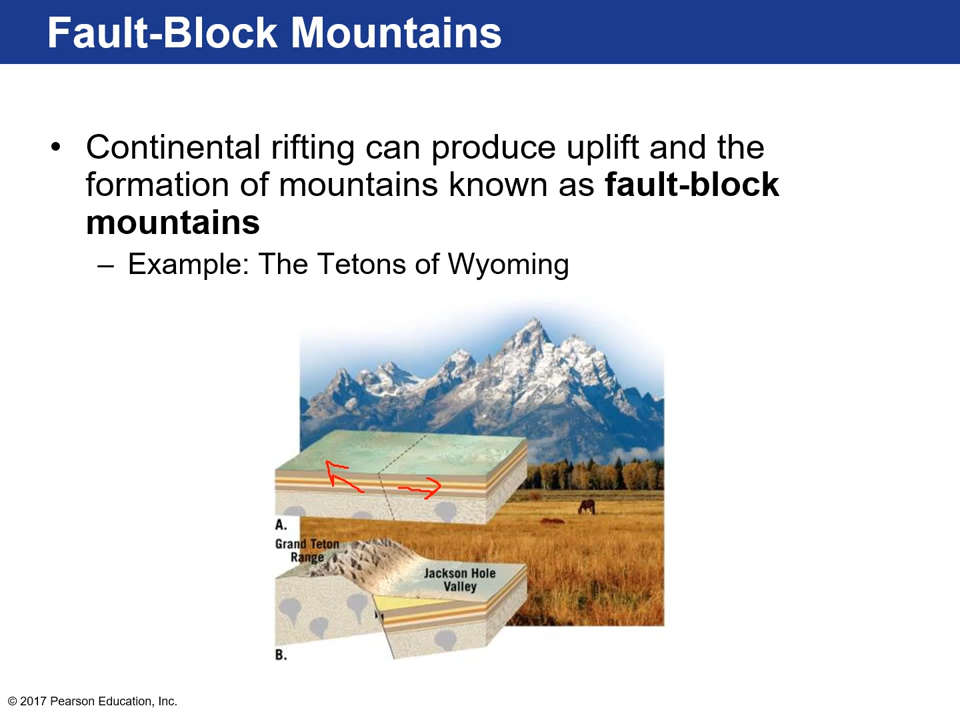 Fault-Block Mountains
• Continental rifting can produce uplift and the
formation of mountains known as fault-block
mountains
– Example: The Tetons of Wyoming
A.
Grand Teton
Range
Jackson Hole
Valley
B.
© 2017 Pearson Education, Inc.